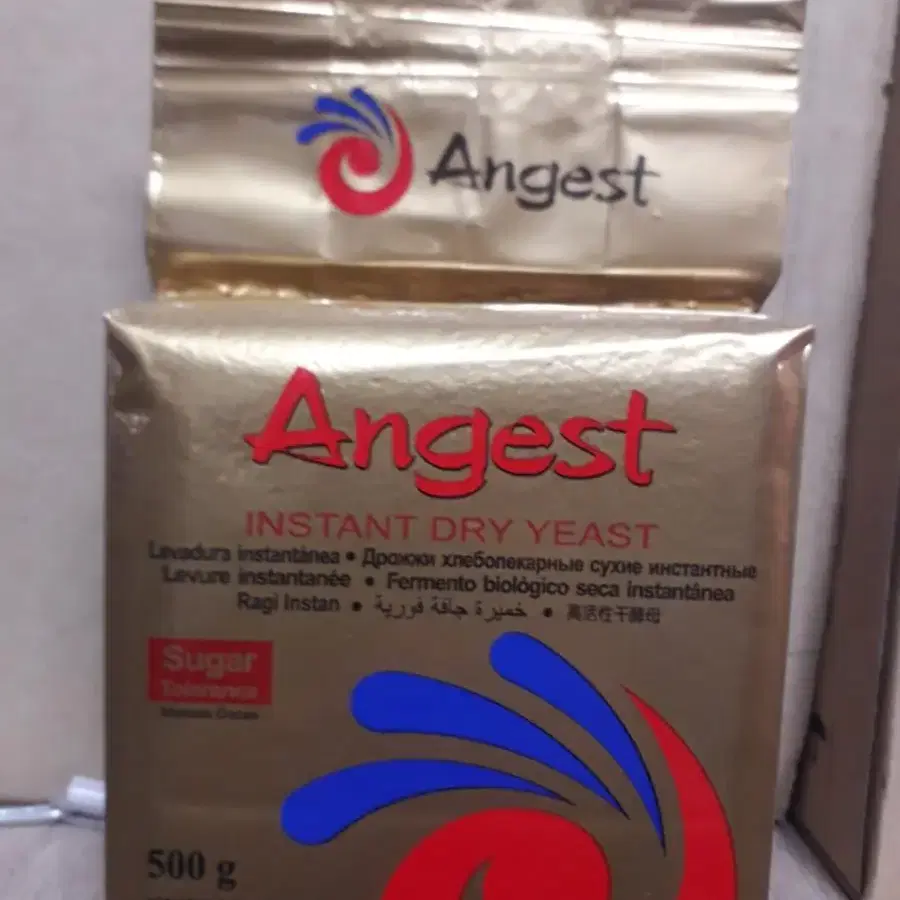 Angest
Angest
INSTANT DRY YEAST
Levadura instantánea • Дрожжи хлебопекарные сухие инстантные
Levure instantanée • Fermento biológico seca instantânea
Ragi Instan • خميرة جافة فورية • 高活性干酵母
Sugar
Tolerance
500 g